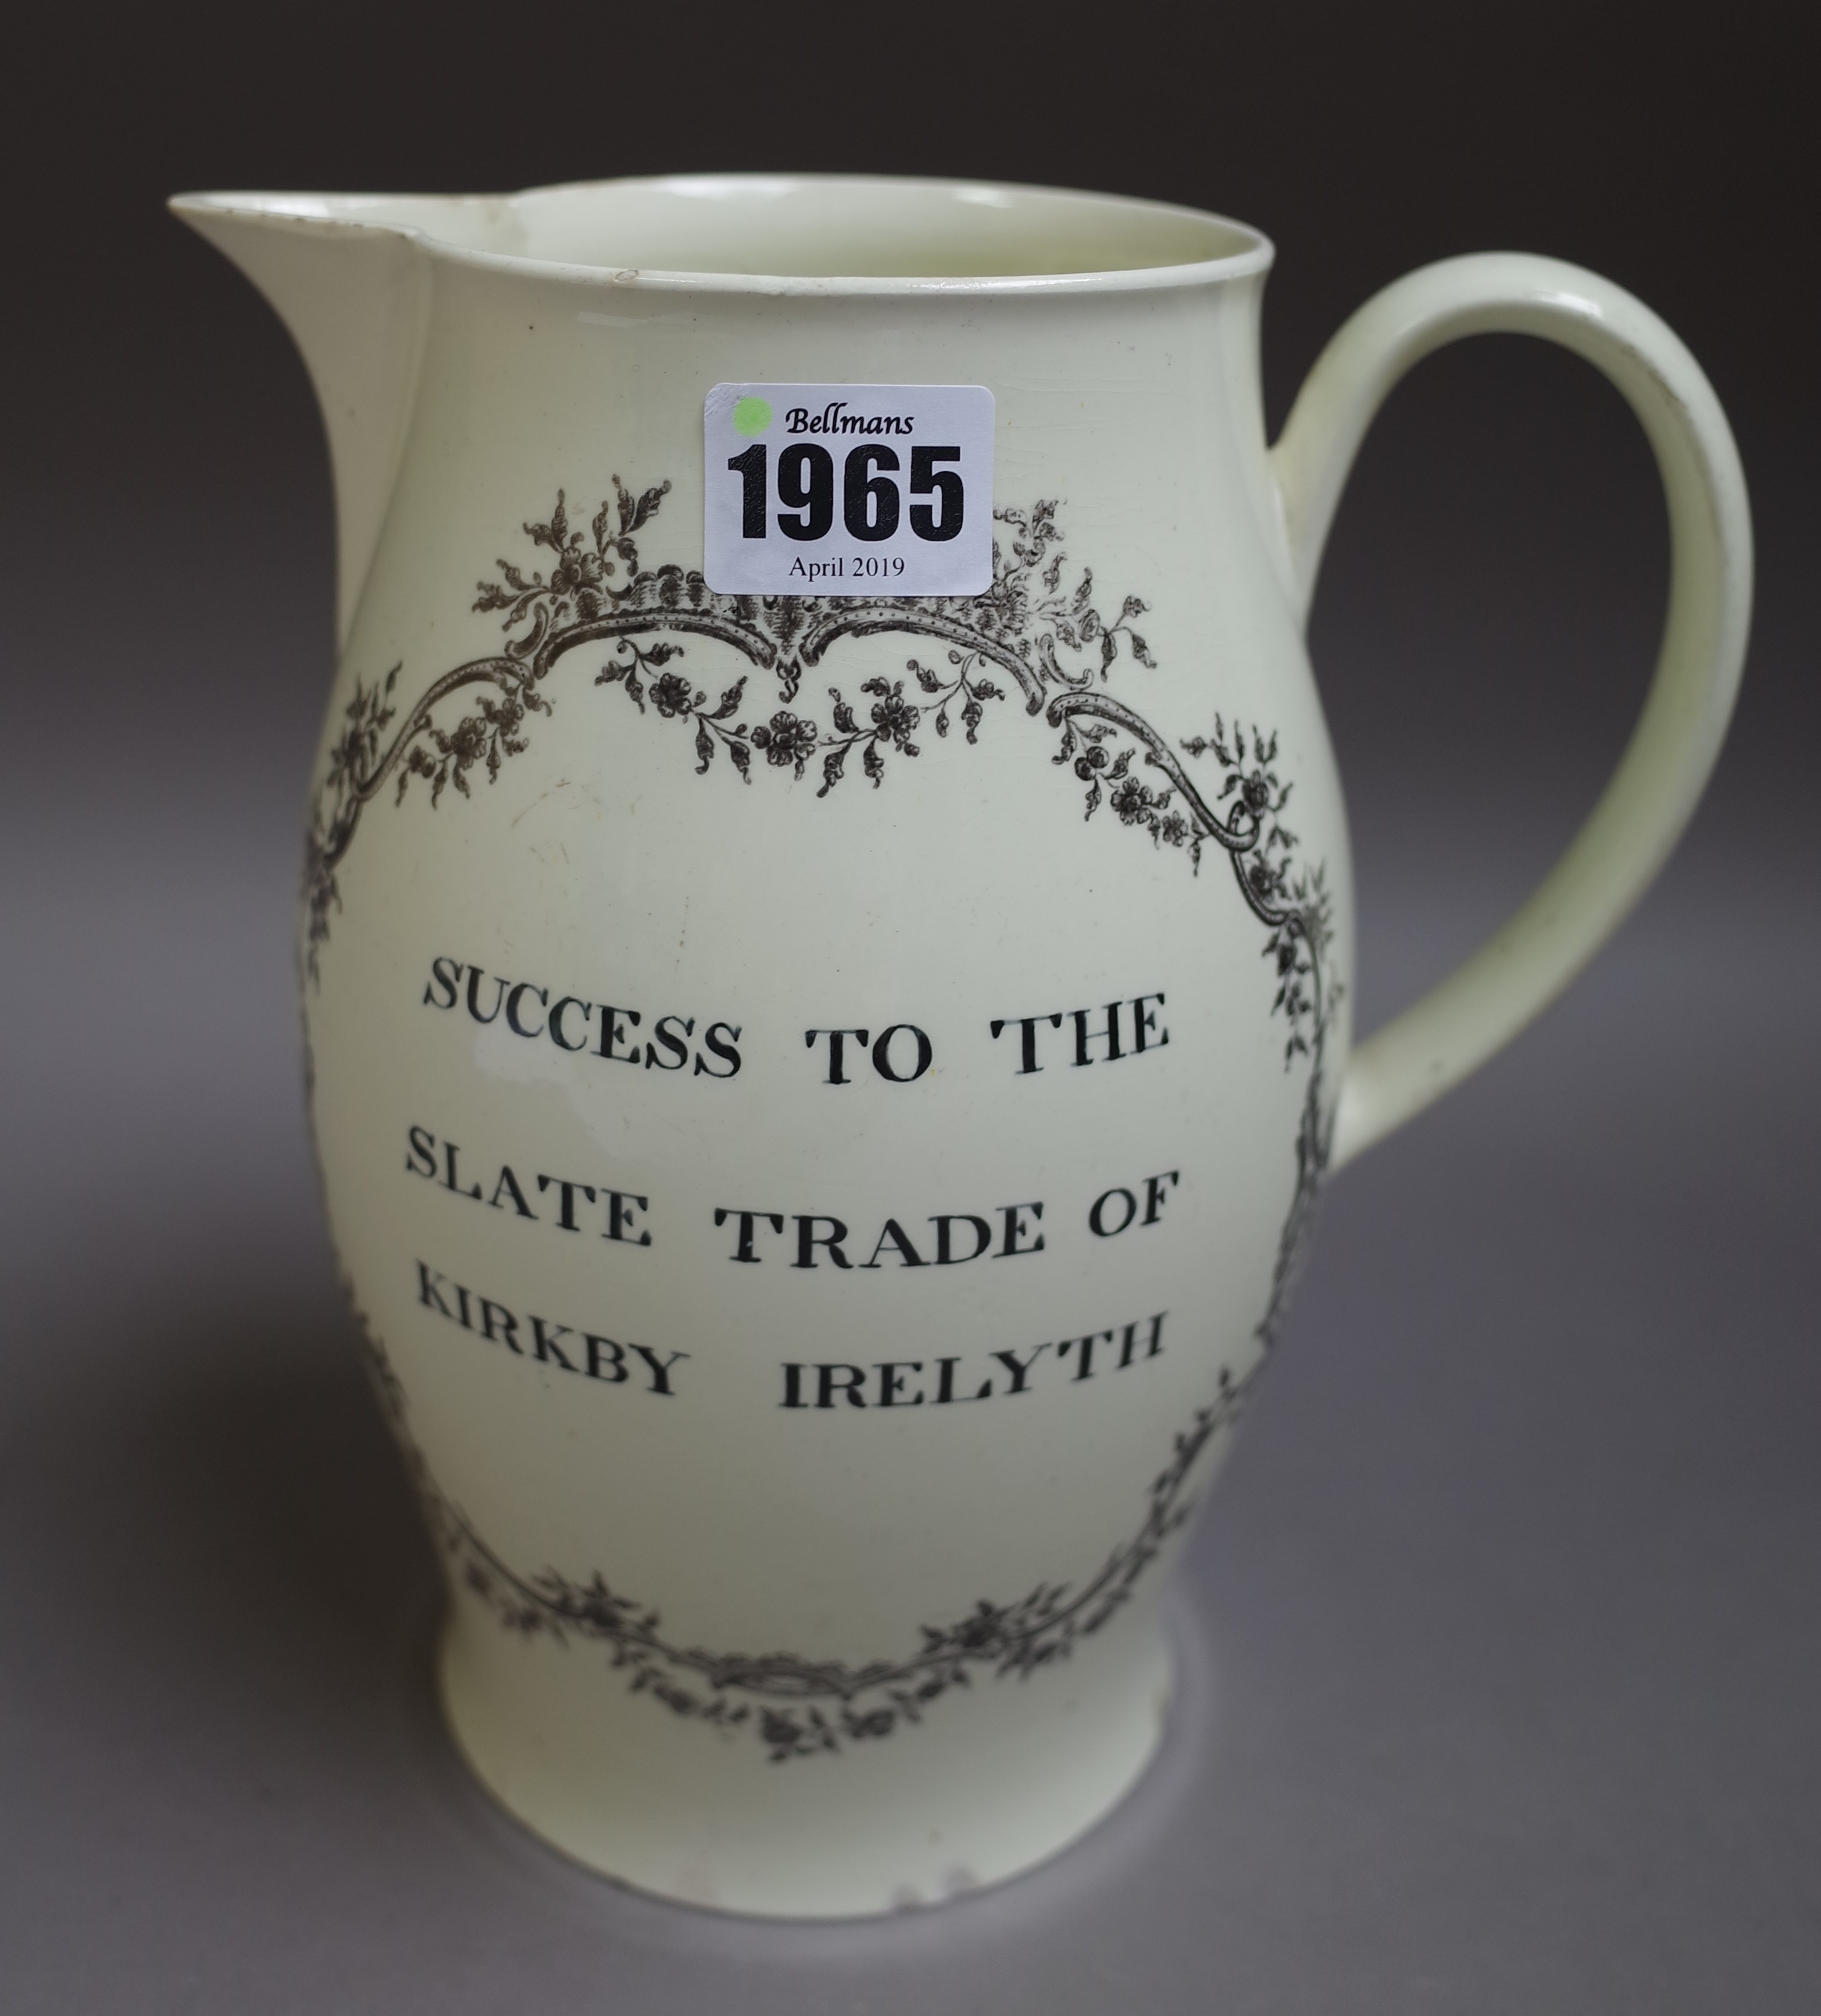 Bellmans
1965
April 2019
SUCCESS TO THE
SLATE TRADE OF
KIRKBY IRELYTH